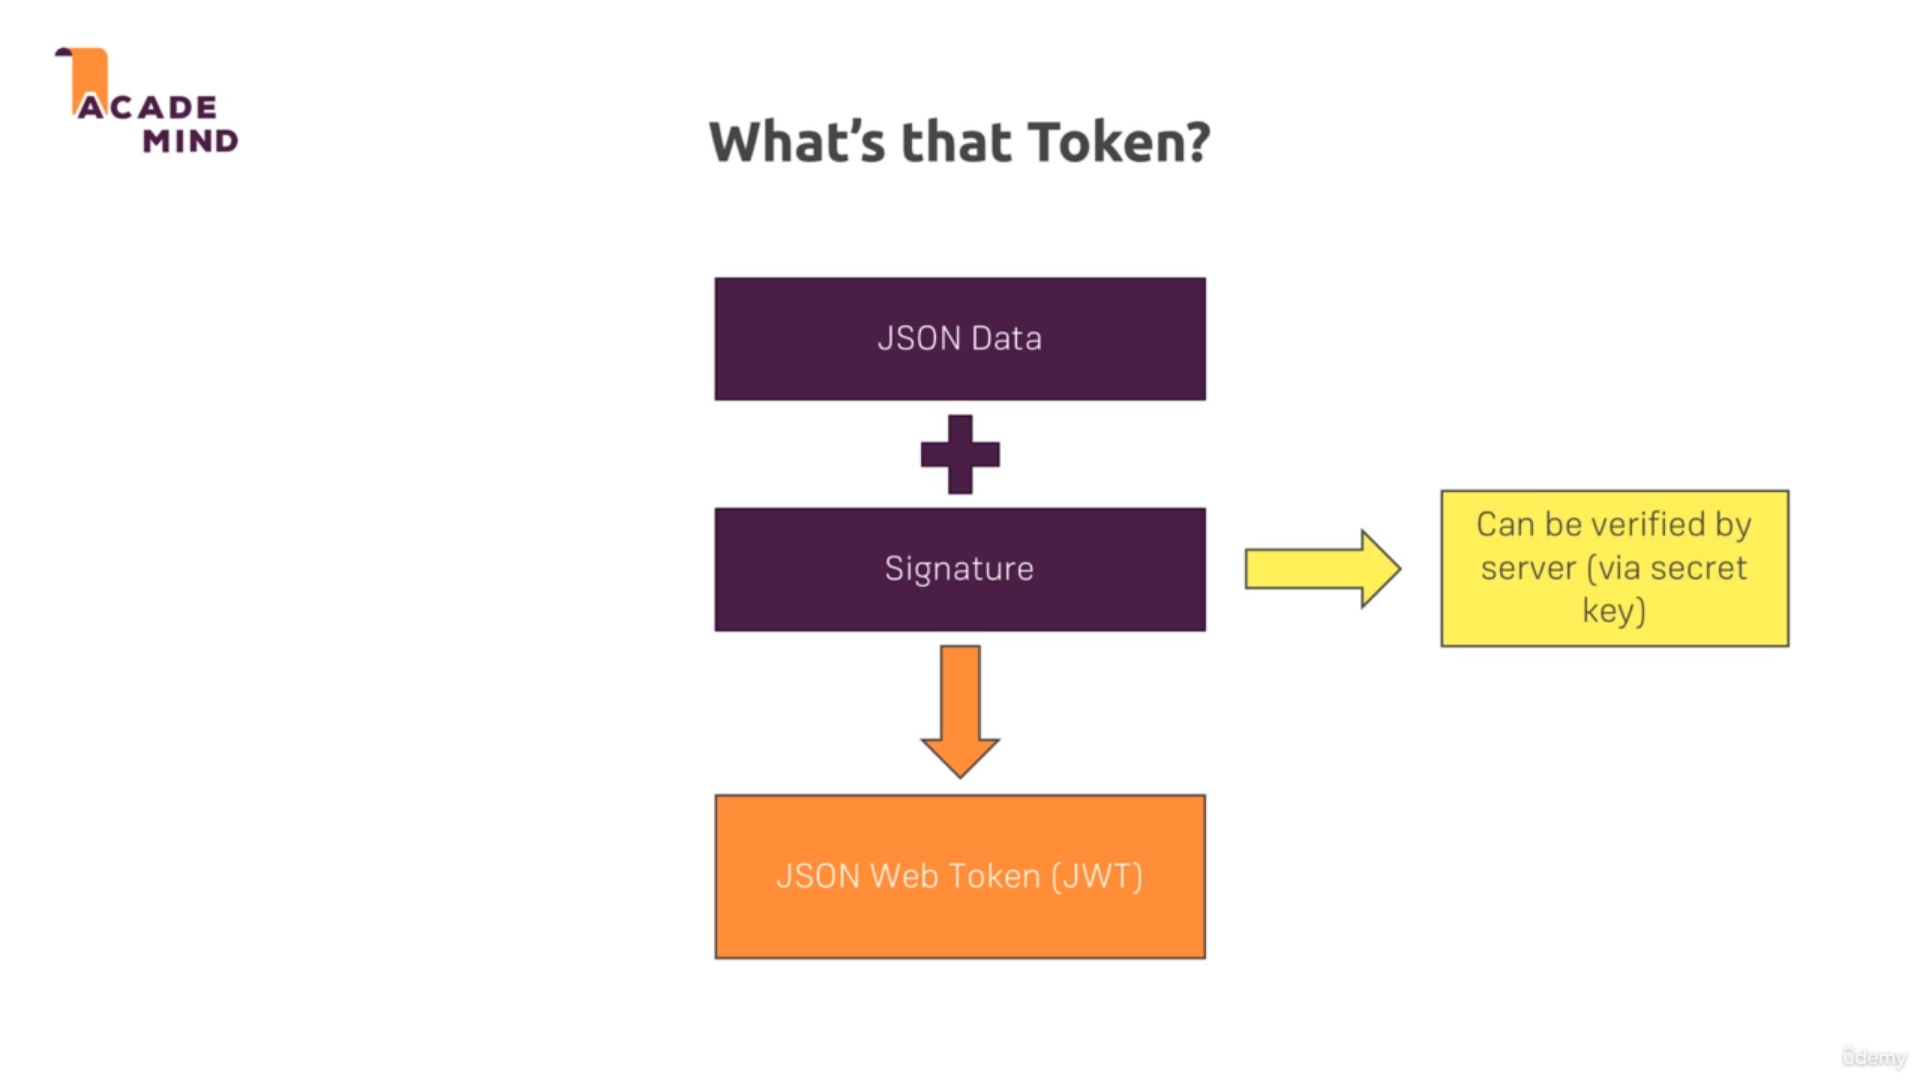 ACADE
MIND
What's that Token?
JSON Data
Signature
Can be verified by
server (via secret
key)
JSON Web Token (JWT)
ûdemy